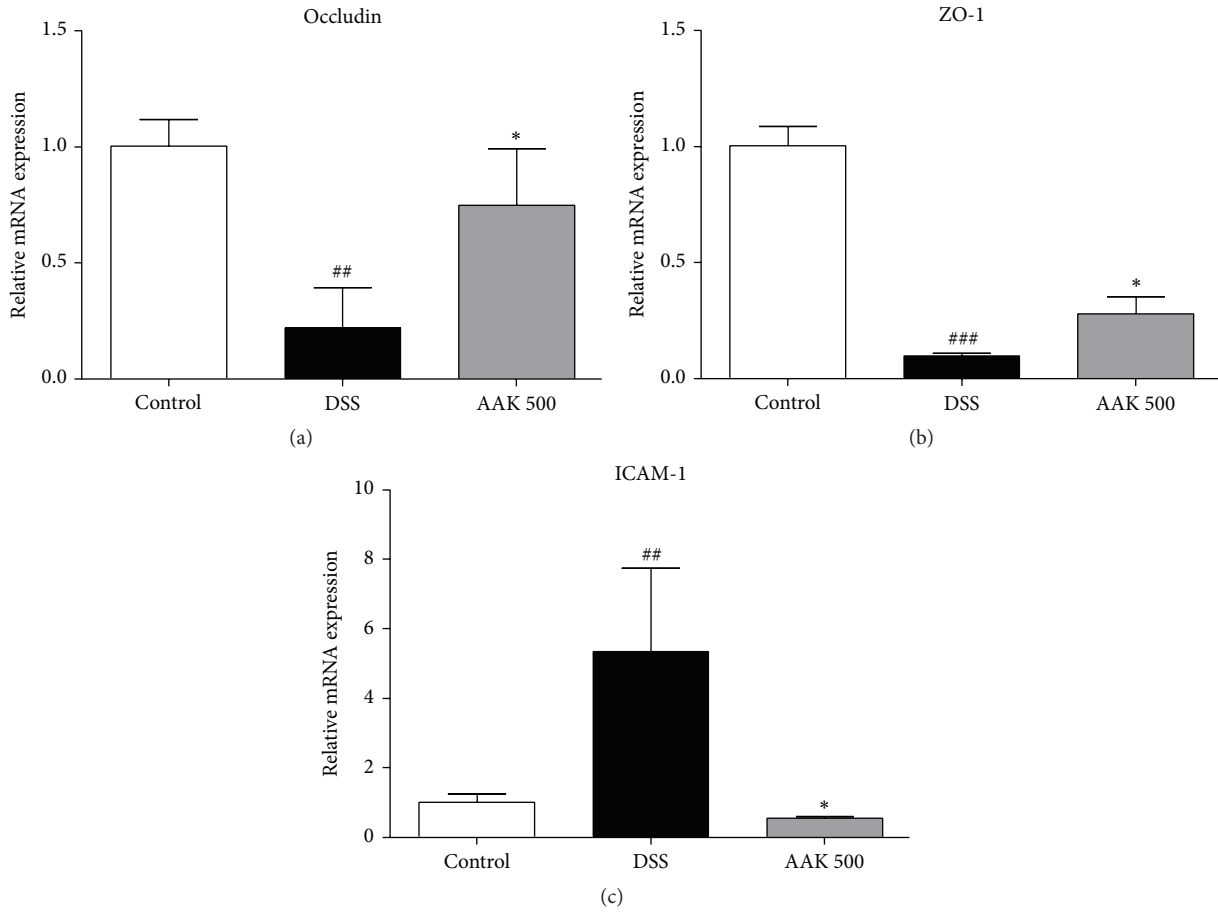 Occludin
Relative mRNA expression
1.5
1.0
0.5
0.0
##
*
Control DSS AAK 500
(a)
ZO-1
Relative mRNA expression
1.5
1.0
0.5
0.0
###
*
Control DSS AAK 500
(b)
ICAM-1
Relative mRNA expression
10
8
6
4
2
0
##
*
Control DSS AAK 500
(c)